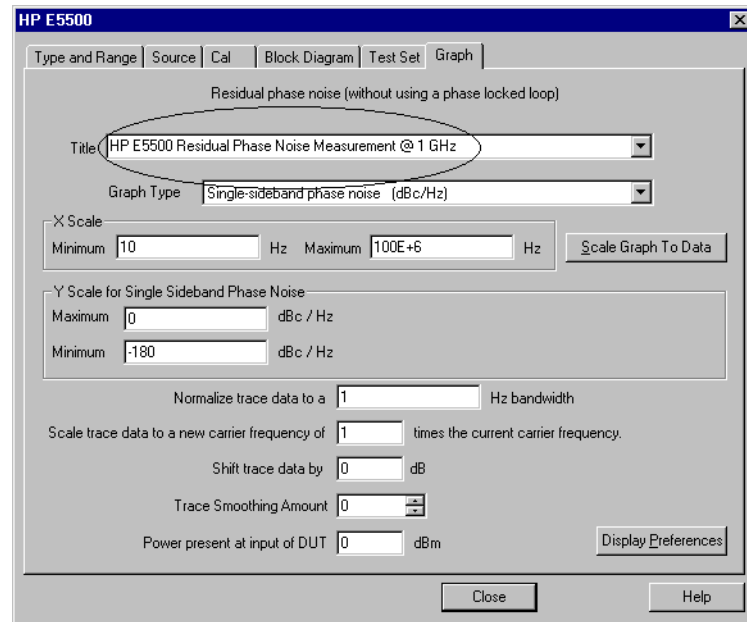 HP E5500
Type and Range Source Cal Block Diagram Test Set Graph
Residual phase noise (without using a phase locked loop)
Title HP E5500 Residual Phase Noise Measurement @ 1 GHz
Graph Type Single-sideband phase noise (dBc/Hz)
X Scale
Minimum 10 Hz Maximum 100E+6 Hz Scale Graph To Data
Y Scale for Single Sideband Phase Noise
Maximum 0 dBc / Hz
Minimum -180 dBc / Hz
Normalize trace data to a 1 Hz bandwidth
Scale trace data to a new carrier frequency of 1 times the current carrier frequency.
Shift trace data by 0 dB
Trace Smoothing Amount 0
Power present at input of DUT 0 dBm Display Preferences
Close Help